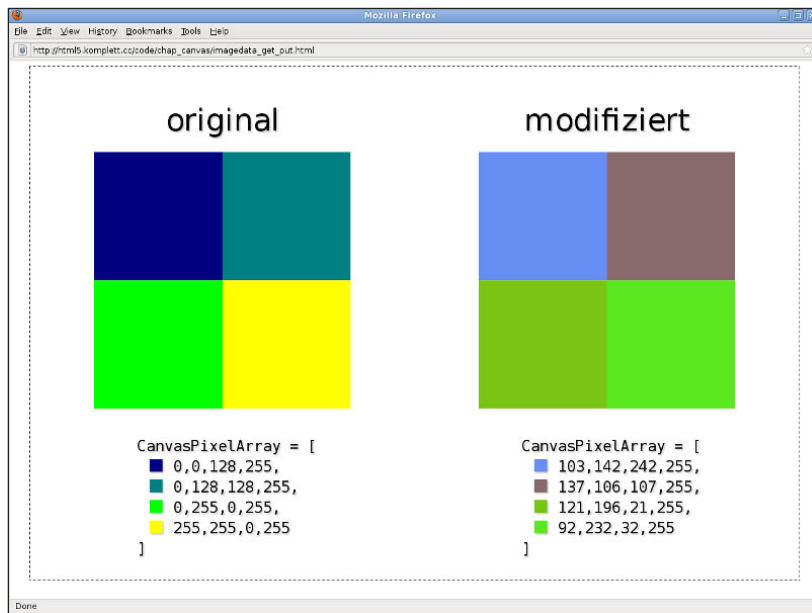 Mozilla Firefox
File Edit View History Bookmarks Tools Help
http://html5.komplett.cc/code/chap_canvas/imagedata_get_put.html
original
modifiziert
CanvasPixelArray = [
0,0,128,255,
0,128,128,255,
0,255,0,255,
255,255,0,255
]
CanvasPixelArray = [
103,142,242,255,
137,106,107,255,
121,196,21,255,
92,232,32,255
]
Done